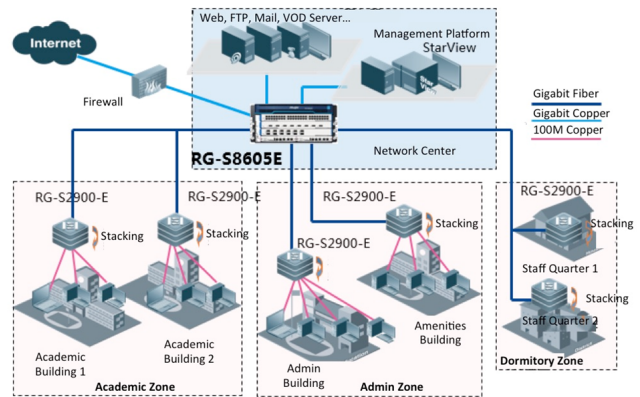 Web, FTP, Mail, VOD Server...
Management Platform
StarView
Internet
Firewall
Star
View
Gigabit Fiber
Gigabit Copper
100M Copper
RG-S8605E
Network Center
RG-S2900-E
RG-S2900-E
RG-S2900-E
RG-S2900-E
RG-S2900-E
Stacking
Stacking
Stacking
Stacking
Stacking
Stacking
Staff Quarter 1
Staff Quarter 2
Academic
Building 1
Academic
Building 2
Admin
Building
Amenities
Building
Academic Zone
Admin Zone
Dormitory Zone